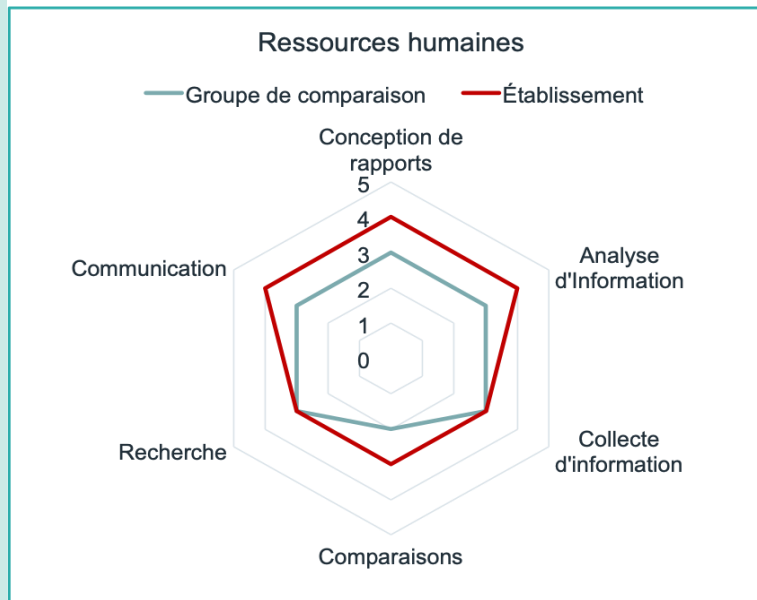 Ressources humaines
Groupe de comparaison
Établissement
Conception de
rapports
5
4
3
2
1
0
Analyse
d'Information
Collecte
d'information
Comparaisons
Recherche
Communication